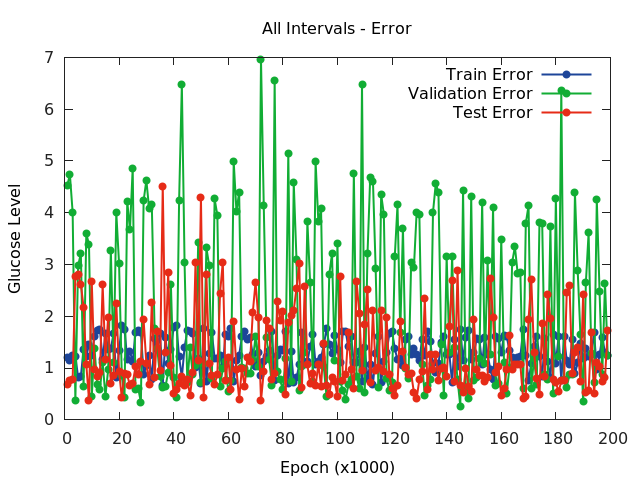 All Intervals - Error
Train Error
Validation Error
Test Error
7
6
5
4
3
2
1
0
Glucose Level
0 20 40 60 80 100 120 140 160 180 200
Epoch (x1000)